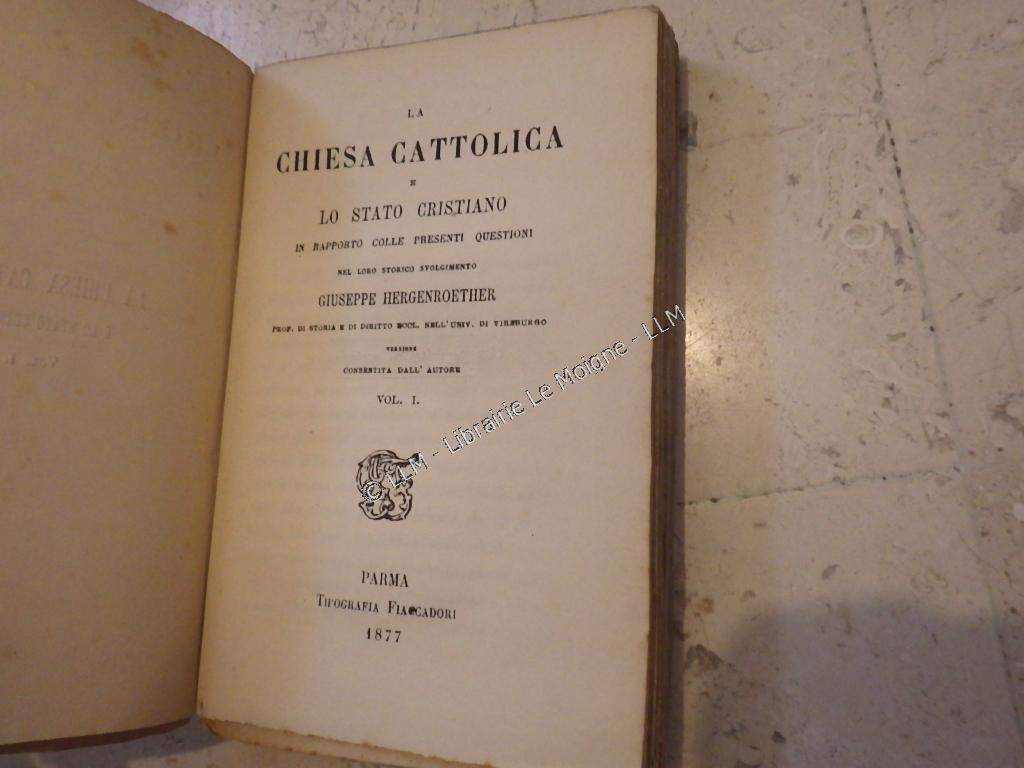 LA
CHIESA CATTOLICA
E
LO STATO CRISTIANO
IN RAPPORTO COLLE PRESENTI QUESTIONI
NEL LORO STORICO SVOLGIMENTO
GIUSEPPE HERGENROETHER
PROF. DI STORIA E DI DIRITTO ECCL. NELL'UNIV. DI VIRZBURGO
VERSIONE
CONSENTITA DALL'AUTORE
VOL. I.
PARMA
TIPOGRAFIA FIACCADORI
1877
© LLM - Librairie Le Moigne - LLM